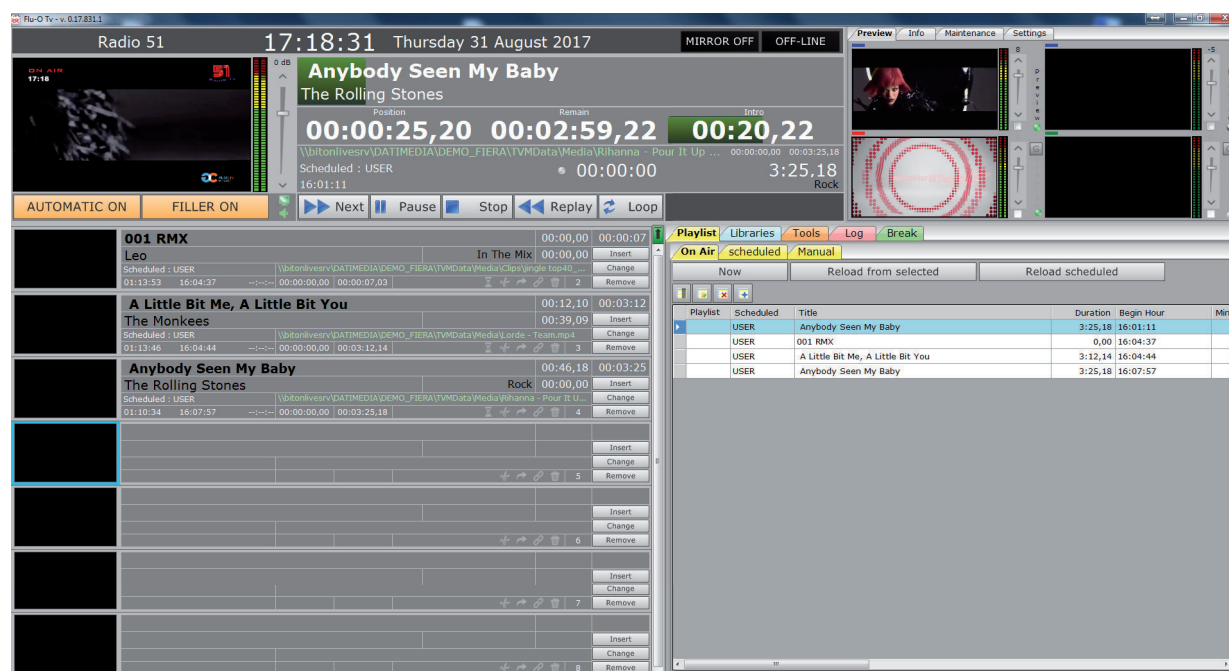 Flu-O Tv - v. 0.17.831.1
Radio 51 17:18:31 Thursday 31 August 2017 MIRROR OFF OFF-LINE
Preview Info Maintenance Settings
ON AIR
17:18
51
0 dB
Anybody Seen My Baby
The Rolling Stones
Position Remain Intro
00:00:25,20 00:02:59,22 00:20,22
\\bitonlivesrv\DATIMEDIA\DEMO_FIERA\TVMData\Media\Rihanna - Pour It Up ... 00:00:00,00 00:03:25,18
Scheduled : USER 00:00:00 3:25,18
16:01:11 Rock
8
Preview
-5
AUTOMATIC ON FILLER ON Next Pause Stop Replay Loop
001 RMX 00:00,00 00:00:07
Leo In The Mix 00:00,00 Insert
Scheduled : USER \\bitonlivesrv\DATIMEDIA\DEMO_FIERA\TVMData\Media\Clips\jingle top40_... Change
01:13:53 16:04:37 --:--:-- 00:00:00,00 00:00:07,03 2 Remove
A Little Bit Me, A Little Bit You 00:12,10 00:03:12
The Monkees 00:39,09 Insert
Scheduled : USER \\bitonlivesrv\DATIMEDIA\DEMO_FIERA\TVMData\Media\Lorde - Team.mp4 Change
01:13:46 16:04:44 --:--:-- 00:00:00,00 00:03:12,14 3 Remove
Anybody Seen My Baby 00:46,18 00:03:25
The Rolling Stones Rock 00:00,00 Insert
Scheduled : USER \\bitonlivesrv\DATIMEDIA\DEMO_FIERA\TVMData\Media\Rihanna - Pour It U... Change
01:10:34 16:07:57 --:--:-- 00:00:00,00 00:03:25,18 4 Remove
Insert
Change
5 Remove
Insert
Change
6 Remove
Insert
Change
7 Remove
Insert
Change
8 Remove
Playlist Libraries Tools Log Break
On Air scheduled Manual
Now Reload from selected Reload scheduled
Playlist Scheduled Title Duration Begin Hour Min
USER Anybody Seen My Baby 3:25,18 16:01:11
USER 001 RMX 0,00 16:04:37
USER A Little Bit Me, A Little Bit You 3:12,14 16:04:44
USER Anybody Seen My Baby 3:25,18 16:07:57